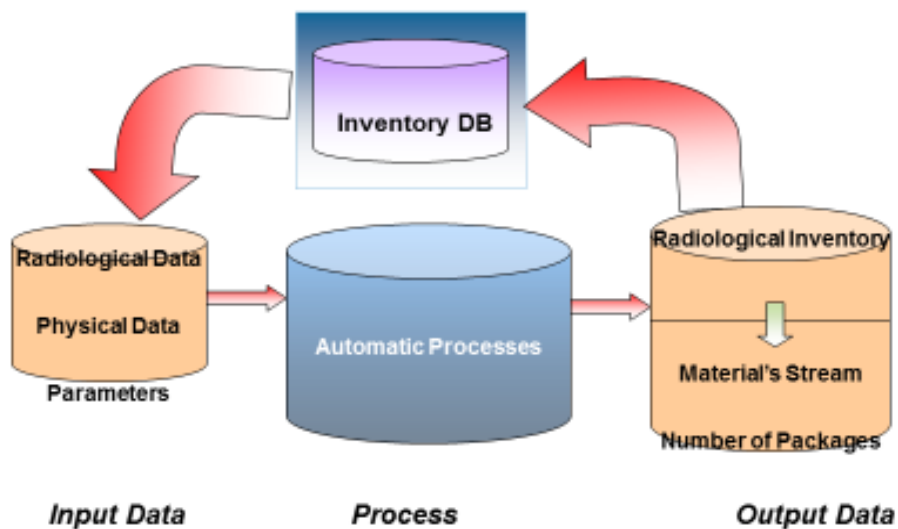 Inventory DB
Radiological Data
Physical Data
Parameters
Automatic Processes
Radiological Inventory
Material's Stream
Number of Packages
Input Data
Process
Output Data